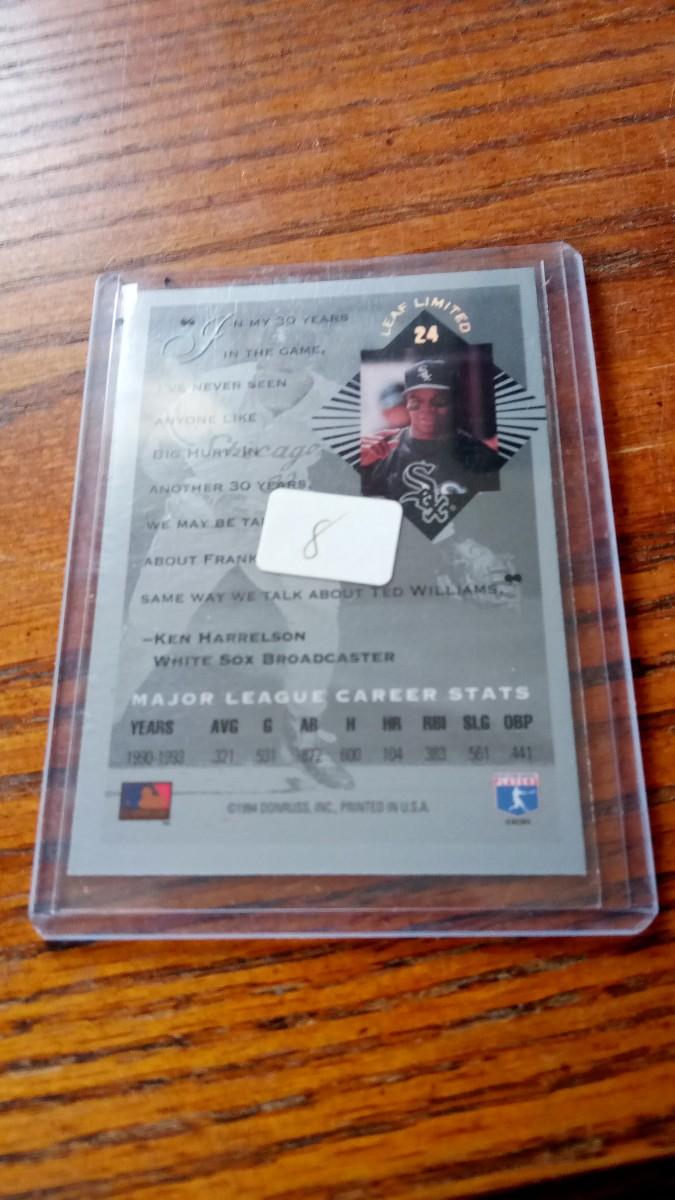 “In my 30 years
in the game,
I've never seen
anyone like
Big Hurt. In
another 30 years,
we may be
about Frank
same way we talk about Ted Williams.”
–Ken Harrelson
White Sox Broadcaster
LEAF LIMITED
24
Sox
Chicago
8
MAJOR LEAGUE CAREER STATS
YEARS AVG G AB H HR RBI SLG OBP
1990-1993 .321 531 600 104 383 .561 .441
©1994 DONRUSS, INC., PRINTED IN U.S.A.